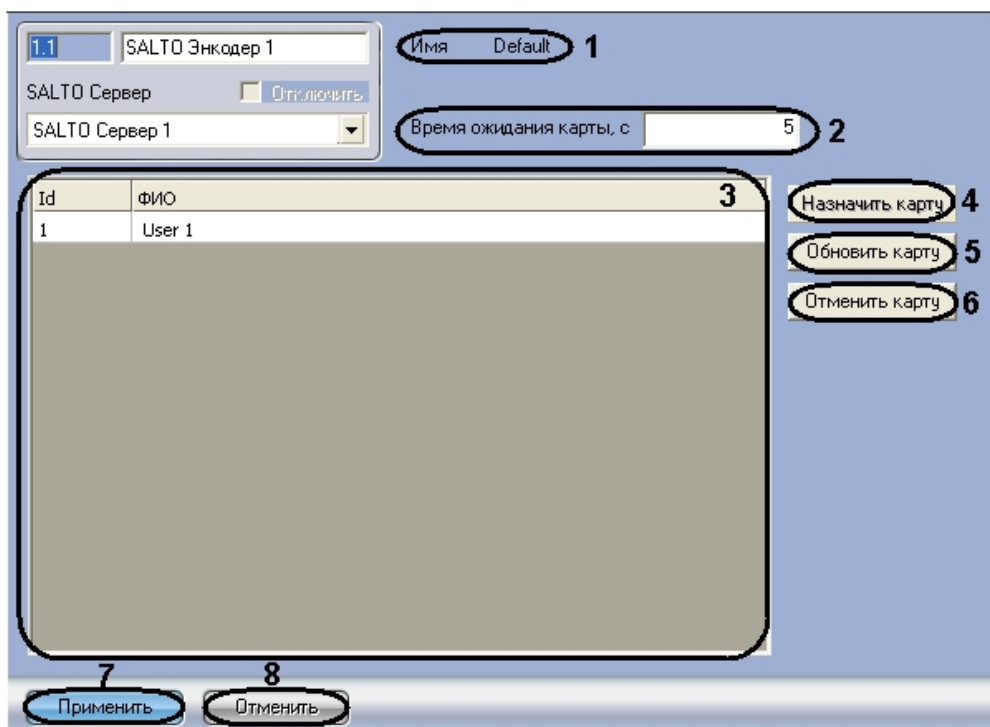 1.1 SALTO Энкодер 1
Имя Default 1
SALTO Сервер Отключить
SALTO Сервер 1
Время ожидания карты, с 5 2
Id ФИО 3
1 User 1
Назначить карту 4
Обновить карту 5
Отменить карту 6
7 8
Применить Отменить